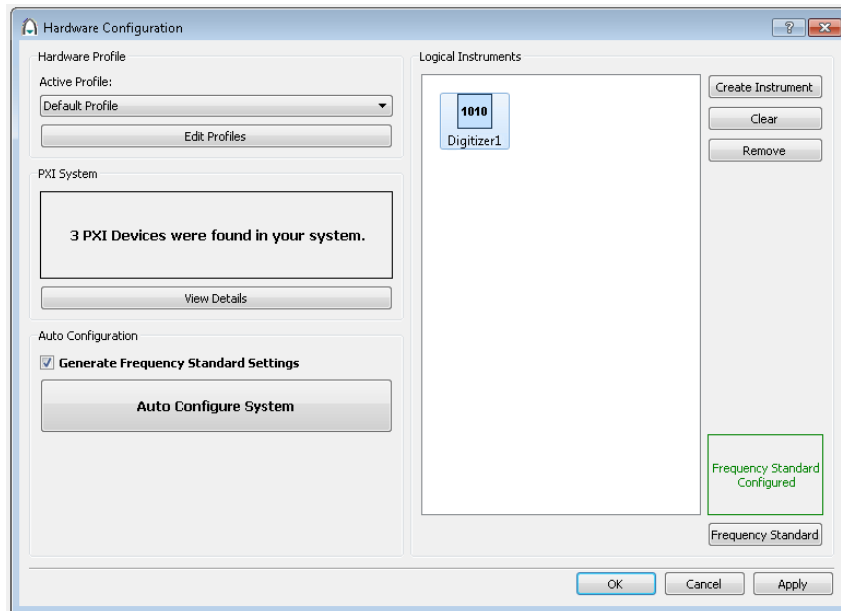 Hardware Configuration
Hardware Profile
Active Profile:
Default Profile
Edit Profiles
PXI System
3 PXI Devices were found in your system.
View Details
Auto Configuration
Generate Frequency Standard Settings
Auto Configure System
Logical Instruments
1010
Digitizer1
Create Instrument
Clear
Remove
Frequency Standard
Configured
Frequency Standard
OK
Cancel
Apply